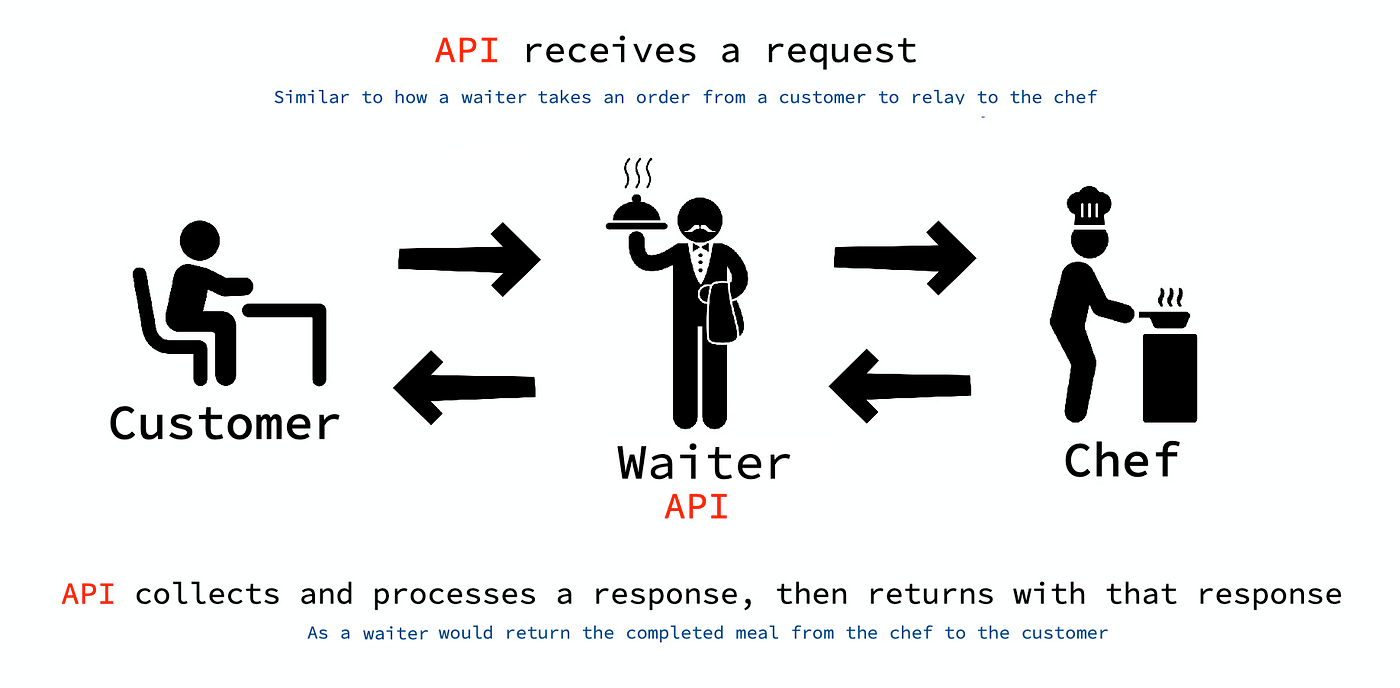 API receives a request
Similar to how a waiter takes an order from a customer to relay to the chef
Customer
Waiter
API
Chef
API collects and processes a response, then returns with that response
As a waiter would return the completed meal from the chef to the customer